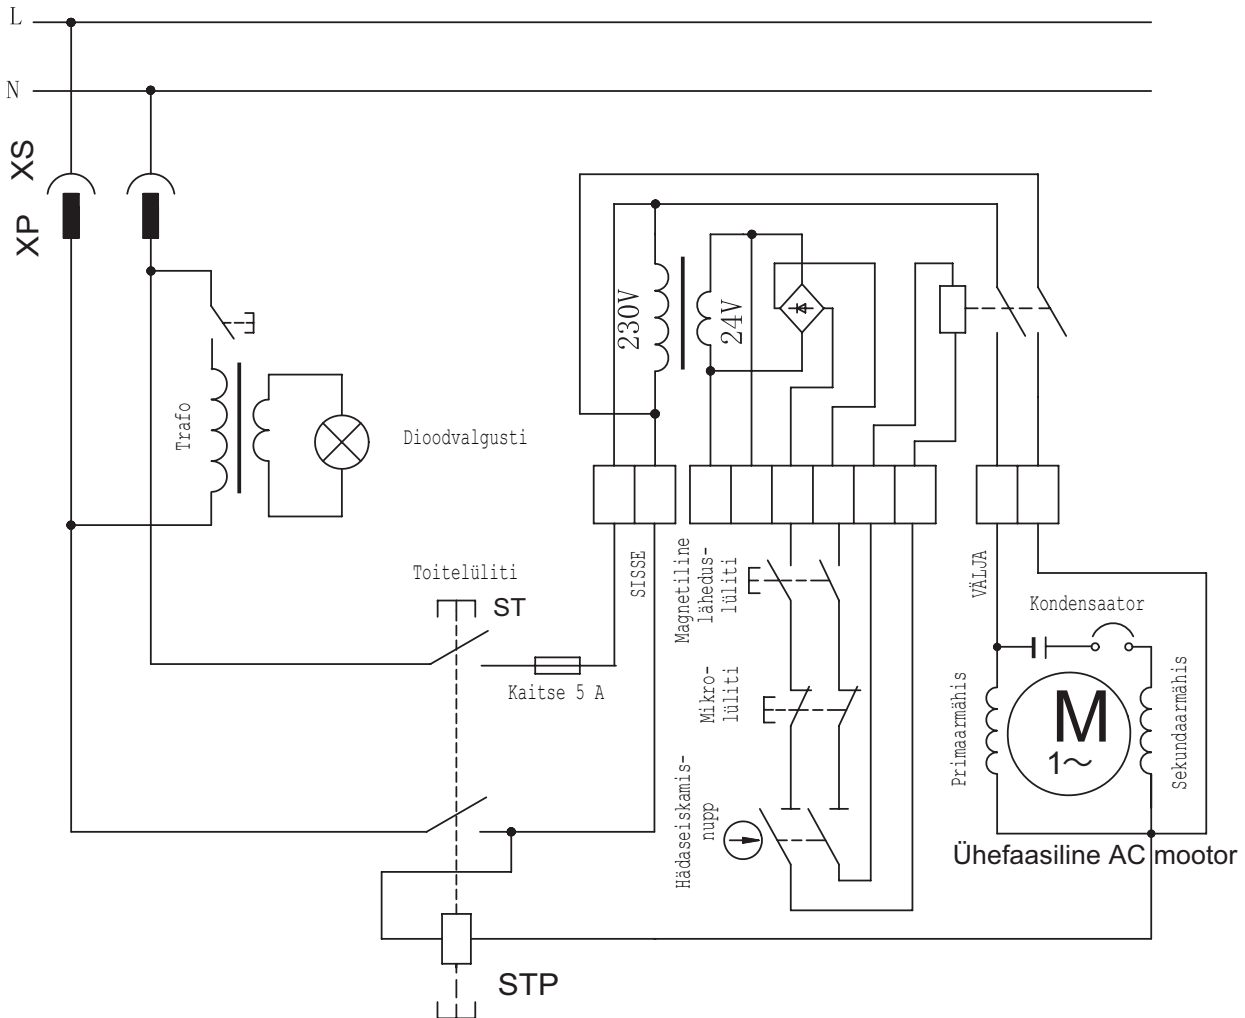 L
N
XS
XP
230V
24V
Trafo
Dioodvalgusti
Toitelüliti
ST
Kaitse 5 A
SISSE
Magnetiline
lähedus-
lüliti
VÄLJA
Kondensaator
Mikro-
lüliti
Primaarmähis
M
1~
Sekundaarmähis
Hädaseiskamis-
nupp
Ühefaasiline AC mootor
STP